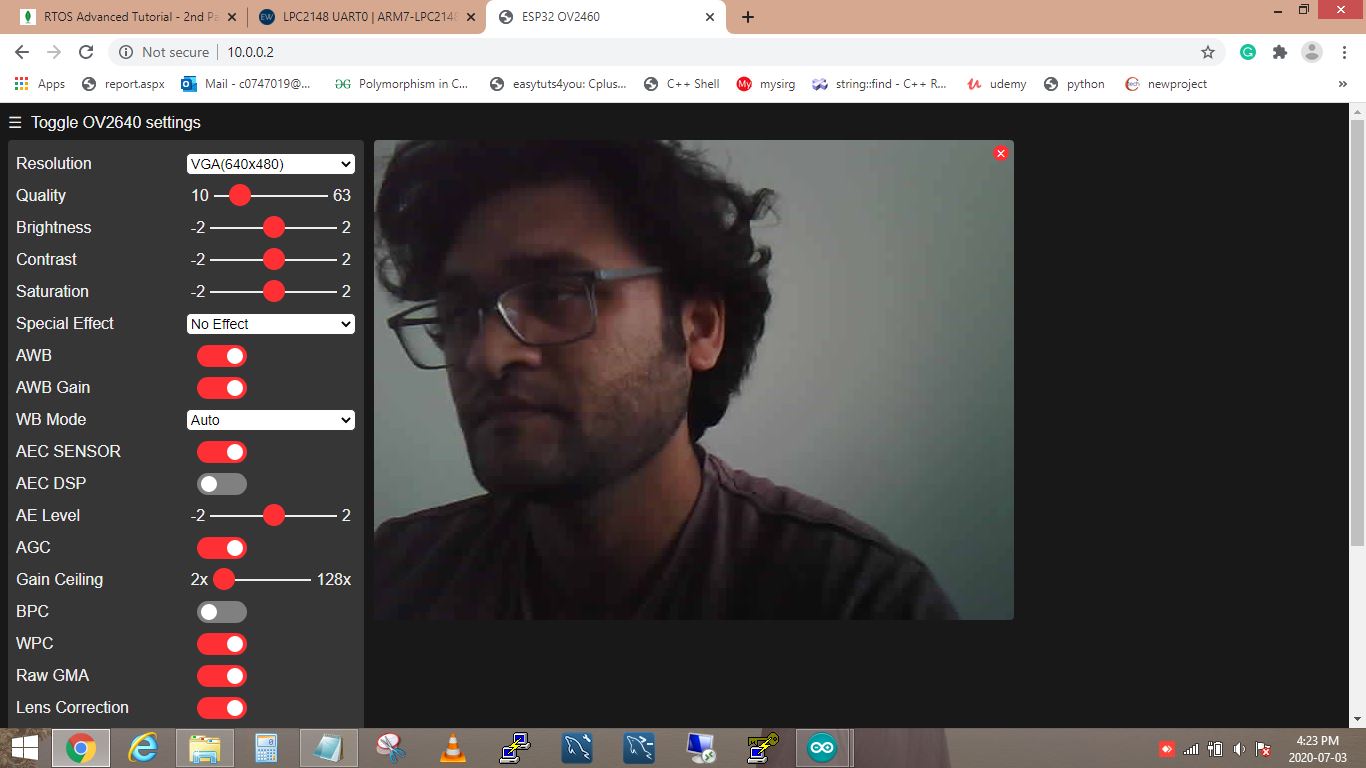 RTOS Advanced Tutorial - 2nd Pa
LPC2148 UART0 | ARM7-LPC2148
ESP32 OV2460
Not secure | 10.0.0.2
Apps report.aspx Mail - c0747019@... Polymorphism in C... easytuts4you: Cplus... C++ Shell My mysirg string::find - C++ R... udemy python newproject »
☰ Toggle OV2640 settings
Resolution VGA(640x480)
Quality 10 63
Brightness -2 2
Contrast -2 2
Saturation -2 2
Special Effect No Effect
AWB
AWB Gain
WB Mode Auto
AEC SENSOR
AEC DSP
AE Level -2 2
AGC
Gain Ceiling 2x 128x
BPC
WPC
Raw GMA
Lens Correction
4:23 PM
2020-07-03